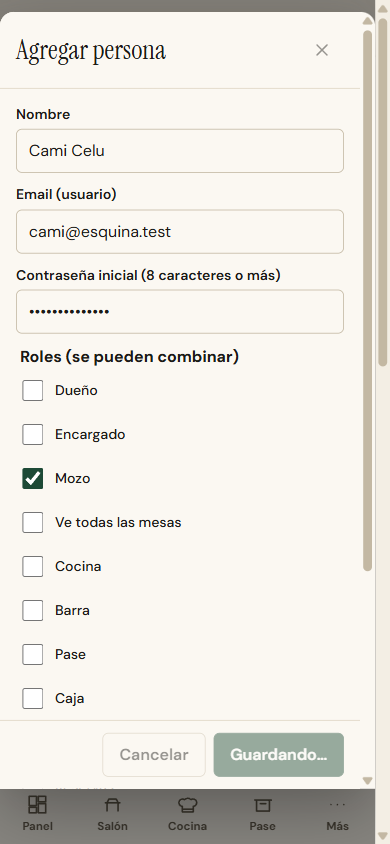 Agregar persona
Nombre
Cami Celu
Email (usuario)
cami@esquina.test
Contraseña inicial (8 caracteres o más)
••••••••••••••
Roles (se pueden combinar)
Dueño
Encargado
Mozo
Ve todas las mesas
Cocina
Barra
Pase
Caja
Cancelar
Guardando...
Panel
Salón
Cocina
Pase
Más